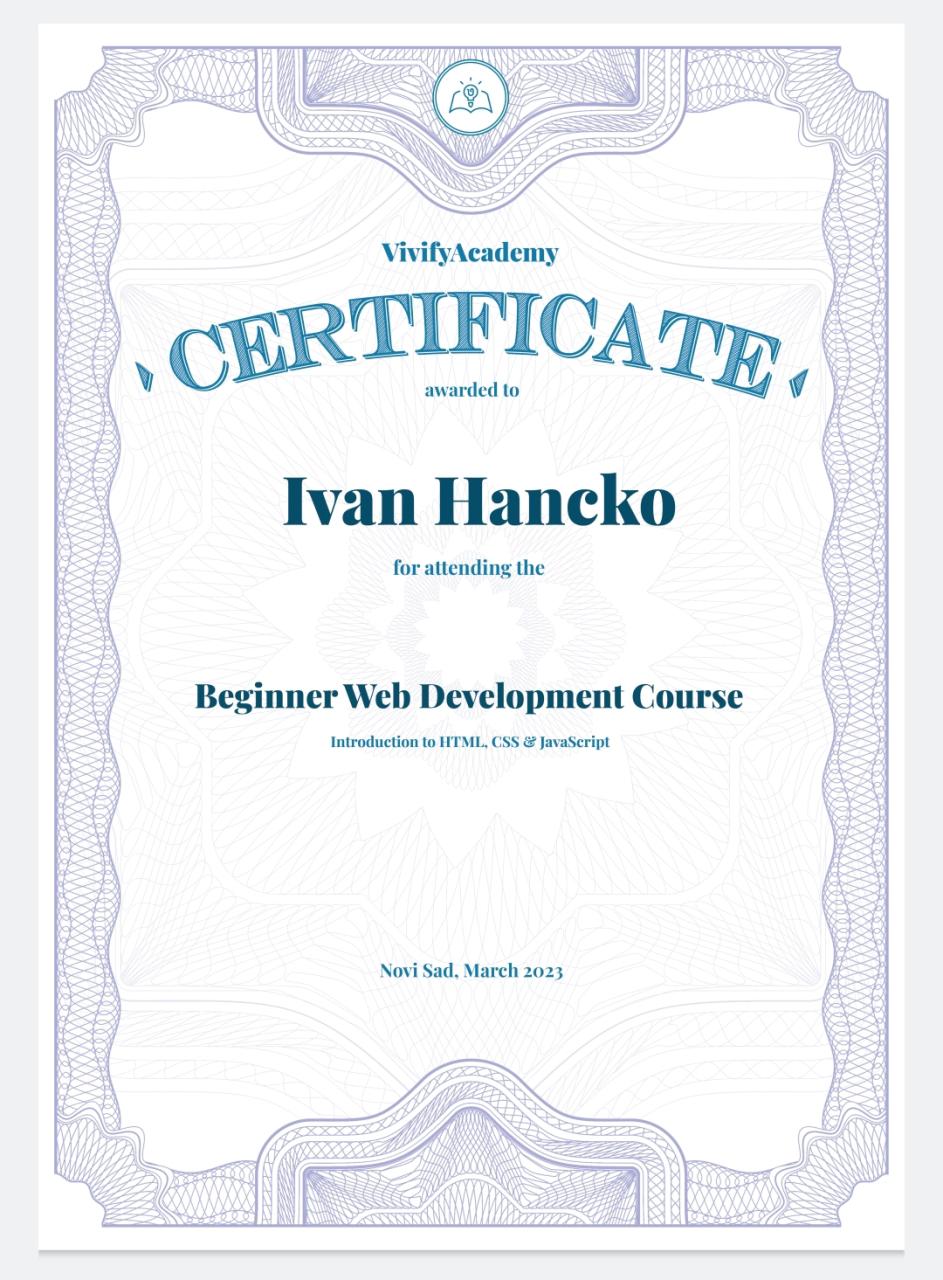 VivifyAcademy
CERTIFICATE
awarded to
Ivan Hancko
for attending the
Beginner Web Development Course
Introduction to HTML, CSS & JavaScript
Novi Sad, March 2023